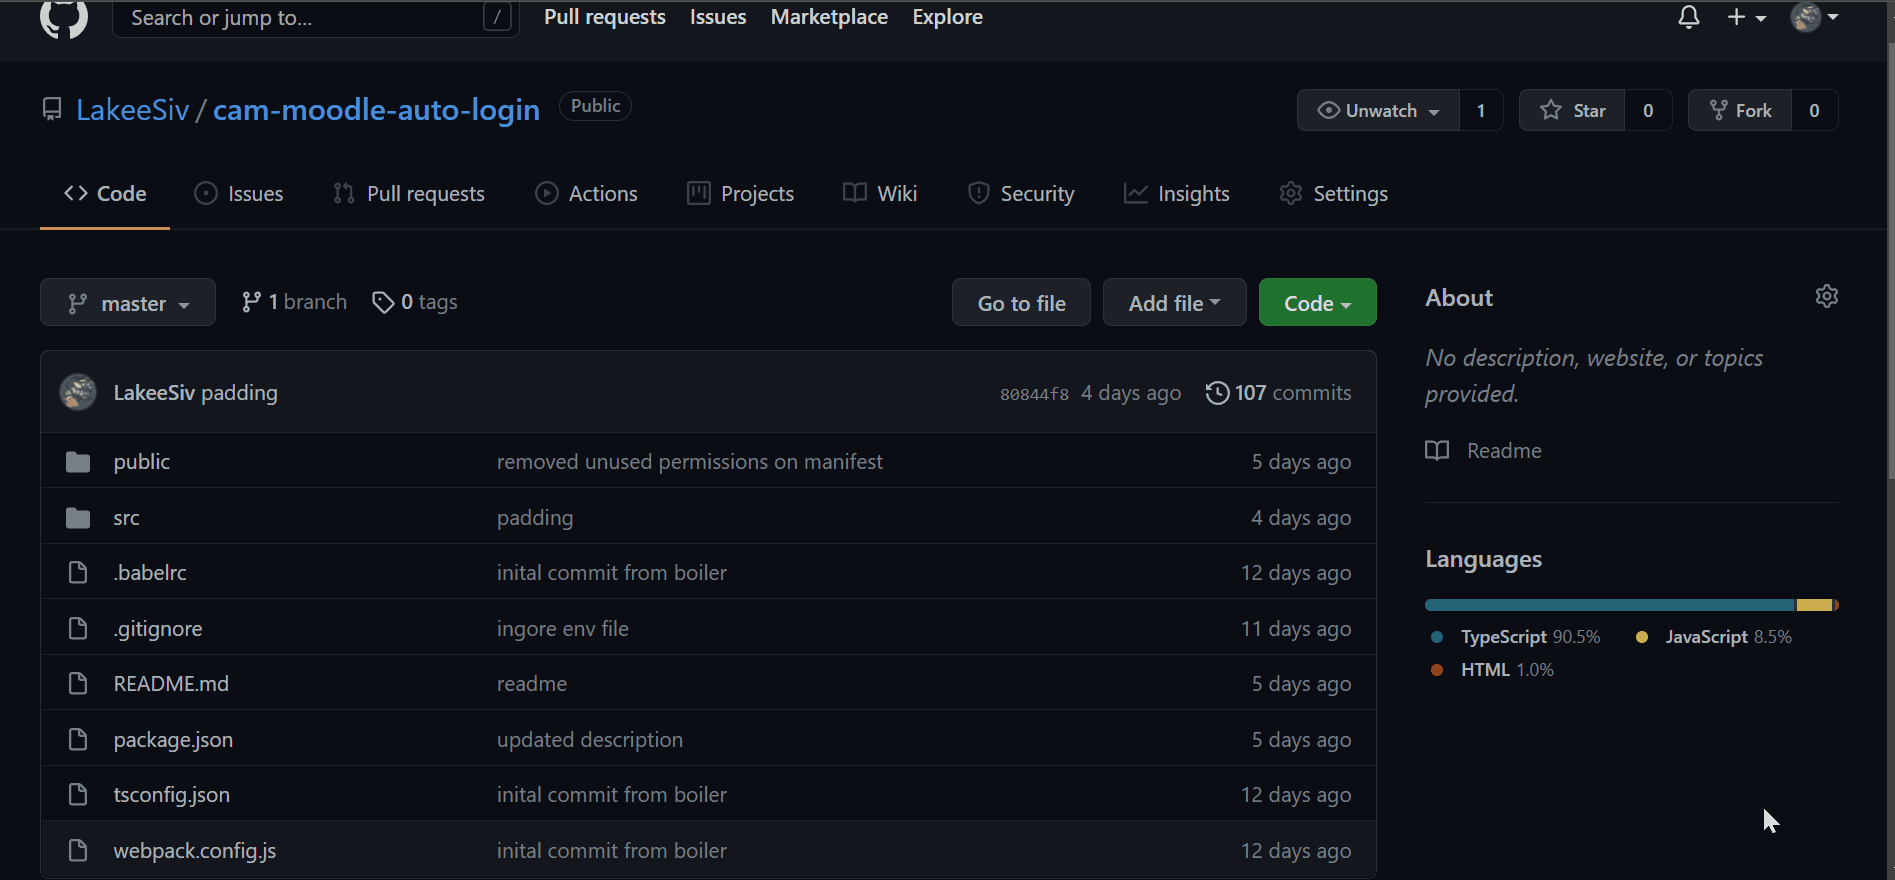 Search or jump to... / Pull requests Issues Marketplace Explore
LakeeSiv / cam-moodle-auto-login Public Unwatch 1 Star 0 Fork 0
Code Issues Pull requests Actions Projects Wiki Security Insights Settings
master 1 branch 0 tags Go to file Add file Code
LakeeSiv padding 80844f8 4 days ago 107 commits
public removed unused permissions on manifest 5 days ago
src padding 4 days ago
.babelrc inital commit from boiler 12 days ago
.gitignore ingore env file 11 days ago
README.md readme 5 days ago
package.json updated description 5 days ago
tsconfig.json inital commit from boiler 12 days ago
webpack.config.js inital commit from boiler 12 days ago
About
No description, website, or topics
provided.
Readme
Languages
TypeScript 90.5% JavaScript 8.5%
HTML 1.0%